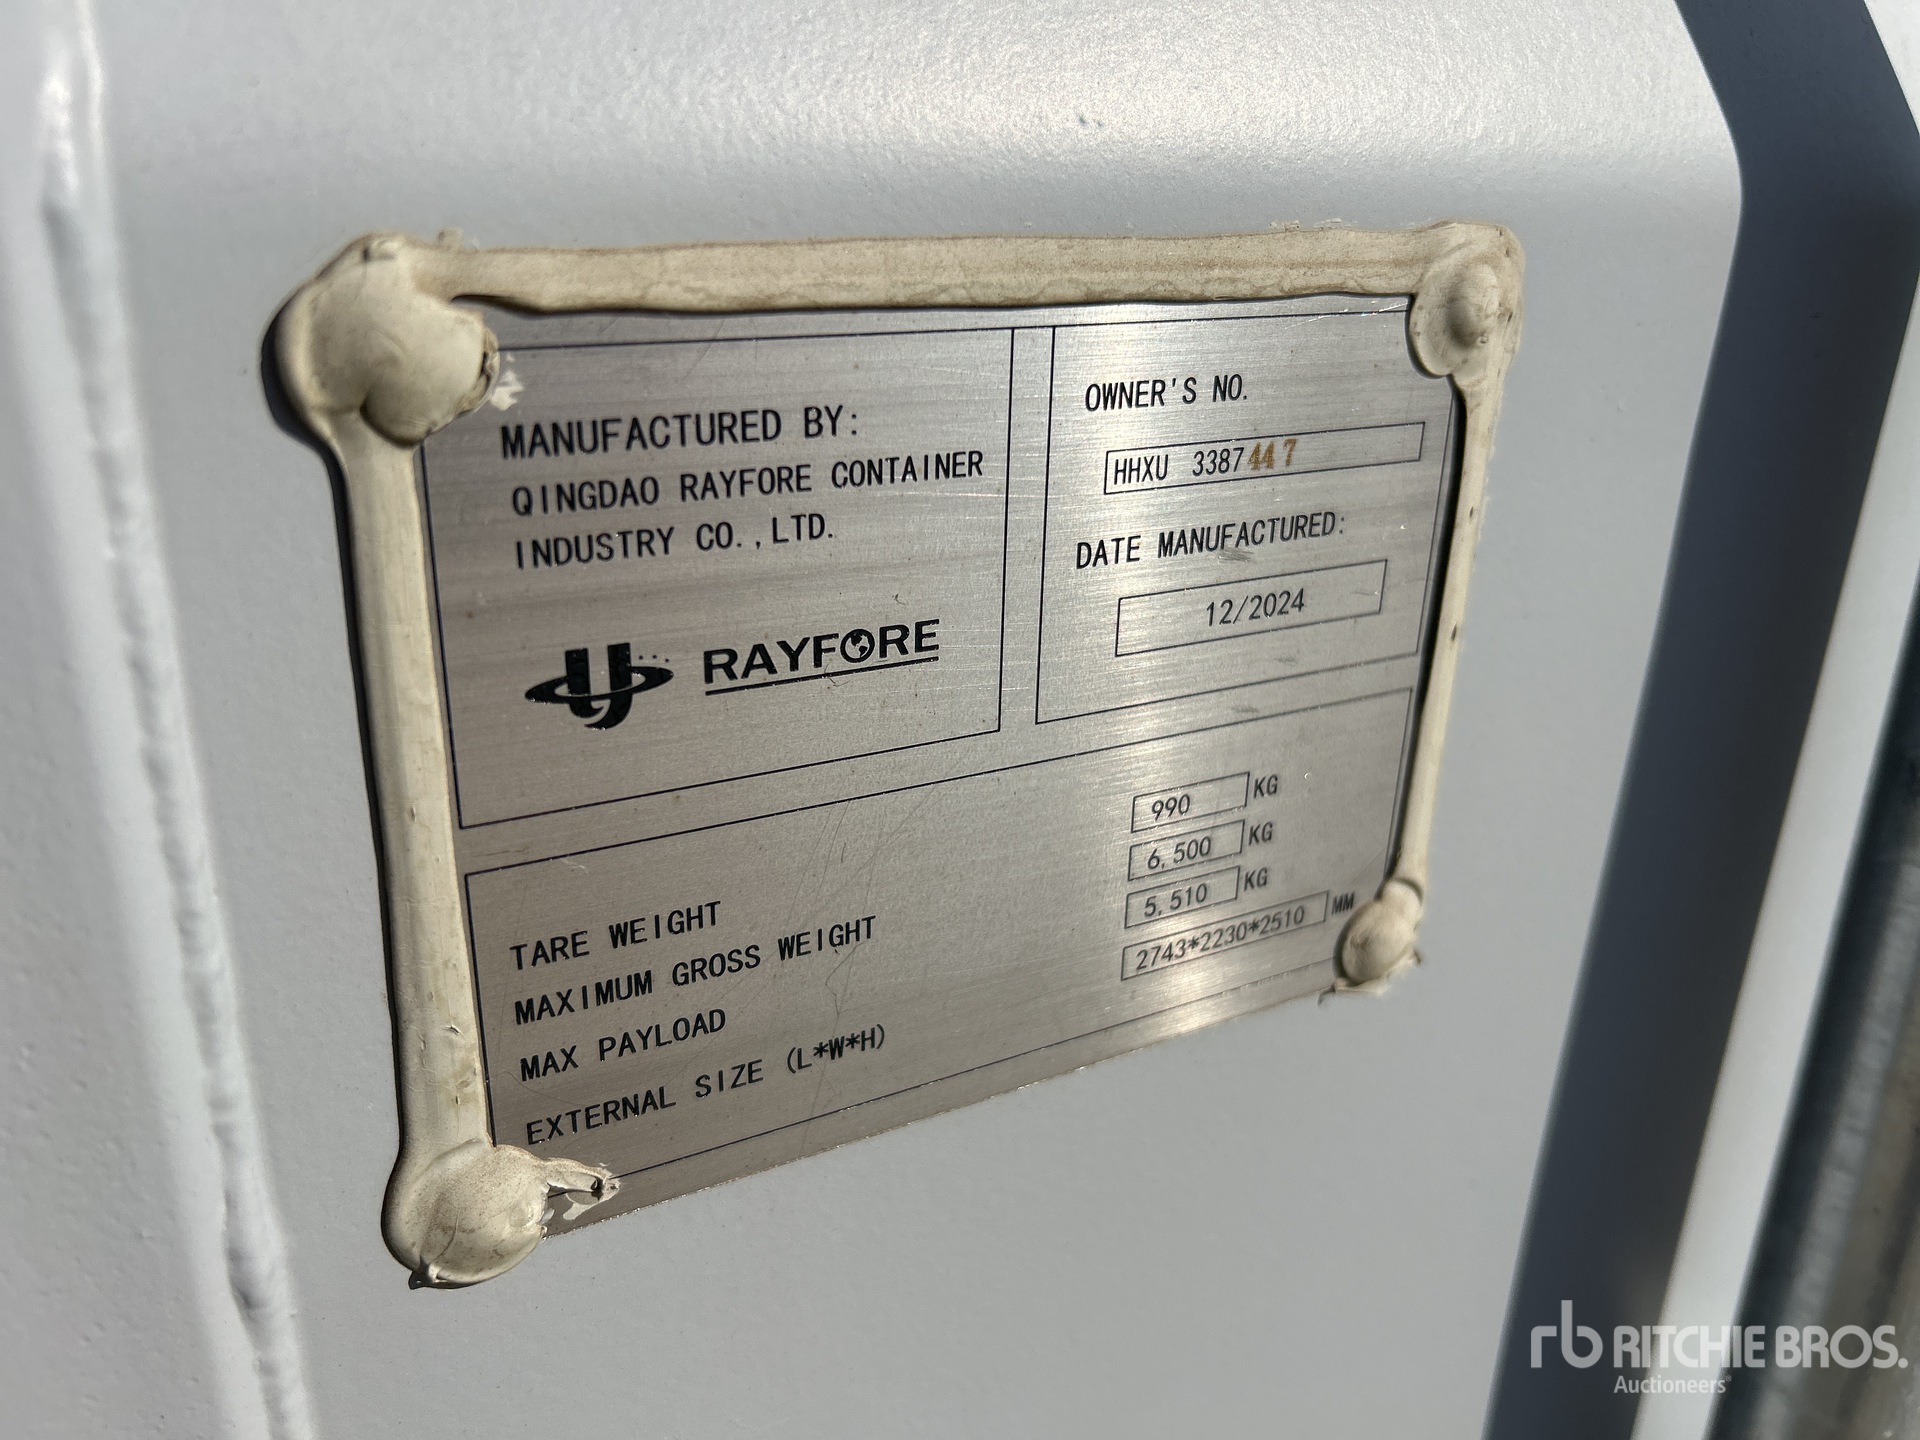 MANUFACTURED BY:
QINGDAO RAYFORE CONTAINER
INDUSTRY CO.,LTD.
RAYFORE
OWNER'S NO.
HHXU 3387447
DATE MANUFACTURED:
12/2024
TARE WEIGHT 990 KG
MAXIMUM GROSS WEIGHT 6,500 KG
MAX PAYLOAD 5,510 KG
EXTERNAL SIZE (L*W*H) 2743*2230*2510 MM
rb RITCHIE BROS.
Auctioneers